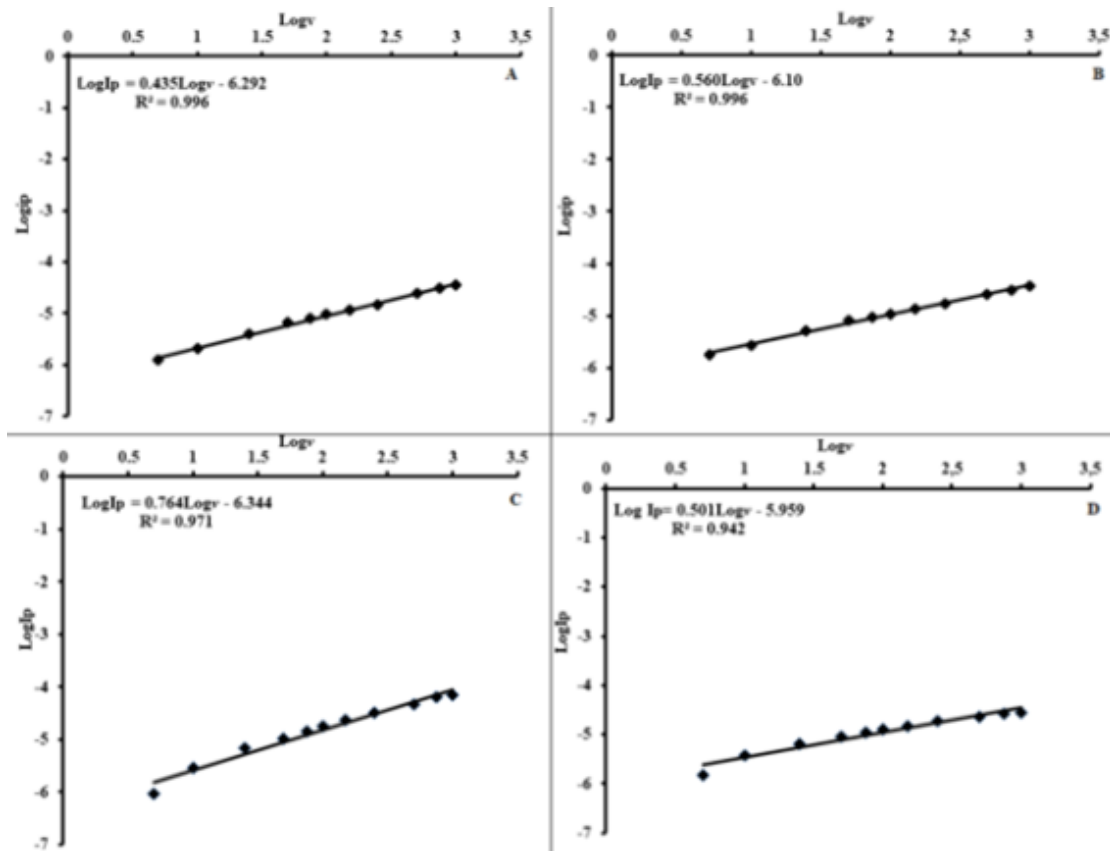 Logv
0 0.5 1 1.5 2 2.5 3 3,5
A
LogIp = 0.435Logv - 6.292
R² = 0.996
0
-1
-2
-3
-4
-5
-6
-7
Logip
Logv
0 0.5 1 1.5 2 2,5 3 3,5
B
LogIp = 0.560Logv - 6.10
R² = 0.996
0
-1
-2
-3
-4
-5
-6
-7
Logip
Logv
0 0.5 1 1.5 2 2.5 3 3.5
C
LogIp = 0.764Logv - 6.344
R² = 0.971
0
-1
-2
-3
-4
-5
-6
-7
LogIp
Logv
0 0.5 1 1.5 2 2.5 3 3,5
D
Log Ip= 0.501Logv - 5.959
R² = 0.942
0
-1
-2
-3
-4
-5
-6
-7
LogIp